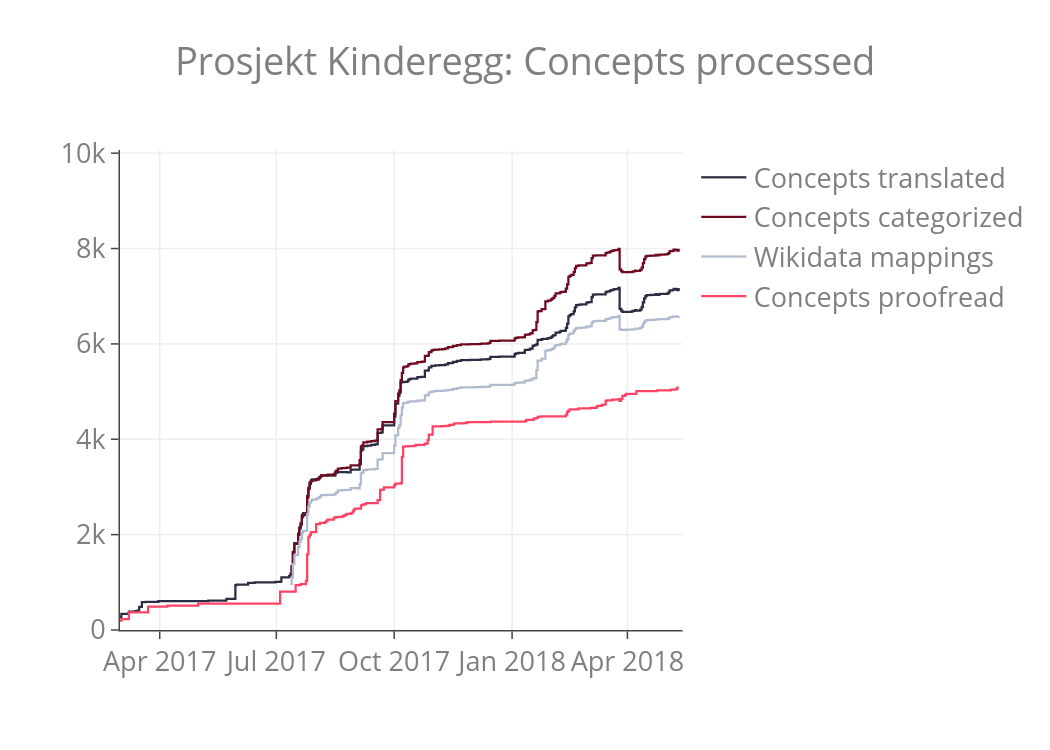 Prosjekt Kinderegg: Concepts processed
10k
8k
6k
4k
2k
0
Apr 2017 Jul 2017 Oct 2017 Jan 2018 Apr 2018
Concepts translated
Concepts categorized
Wikidata mappings
Concepts proofread